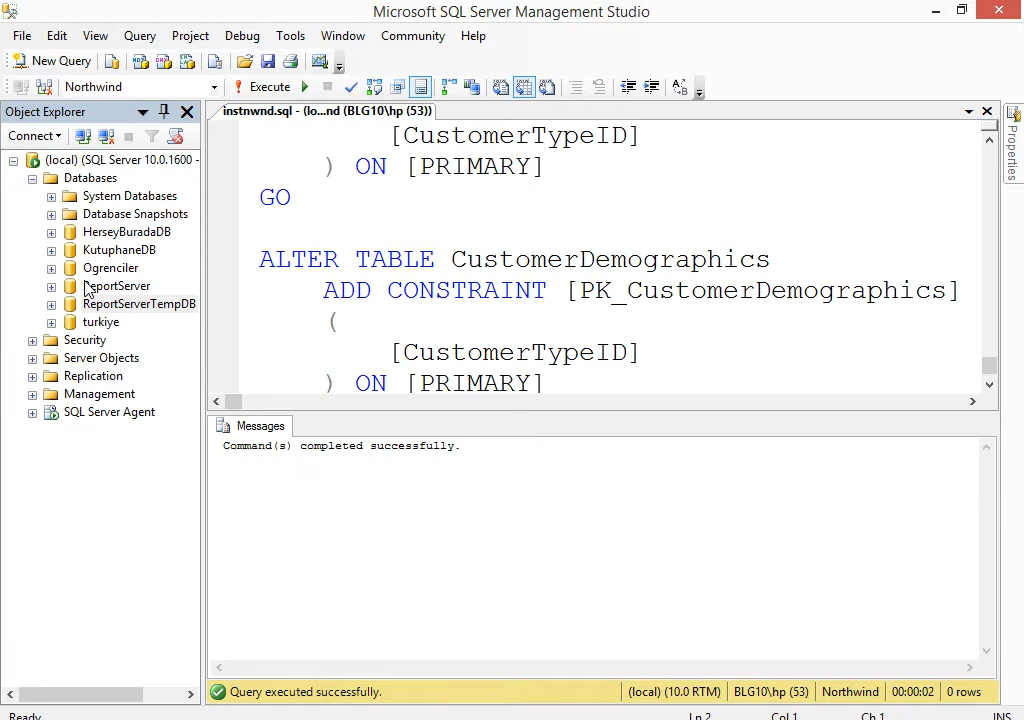 Microsoft SQL Server Management Studio
File Edit View Query Project Debug Tools Window Community Help
New Query
Northwind Execute
Object Explorer
Connect
(local) (SQL Server 10.0.1600 -
Databases
System Databases
Database Snapshots
HerseyBuradaDB
KutuphaneDB
Ogrenciler
ReportServer
ReportServerTempDB
turkiye
Security
Server Objects
Replication
Management
SQL Server Agent
instnwnd.sql - (lo...nd (BLG10\hp (53))
[CustomerTypeID]
) ON [PRIMARY]
GO
ALTER TABLE CustomerDemographics
ADD CONSTRAINT [PK_CustomerDemographics]
(
[CustomerTypeID]
) ON [PRIMARY]
Messages
Command(s) completed successfully.
Query executed successfully. (local) (10.0 RTM) BLG10\hp (53) Northwind 00:00:02 0 rows
Properties
Ready Ln 2 Col 1 Ch 1 INS